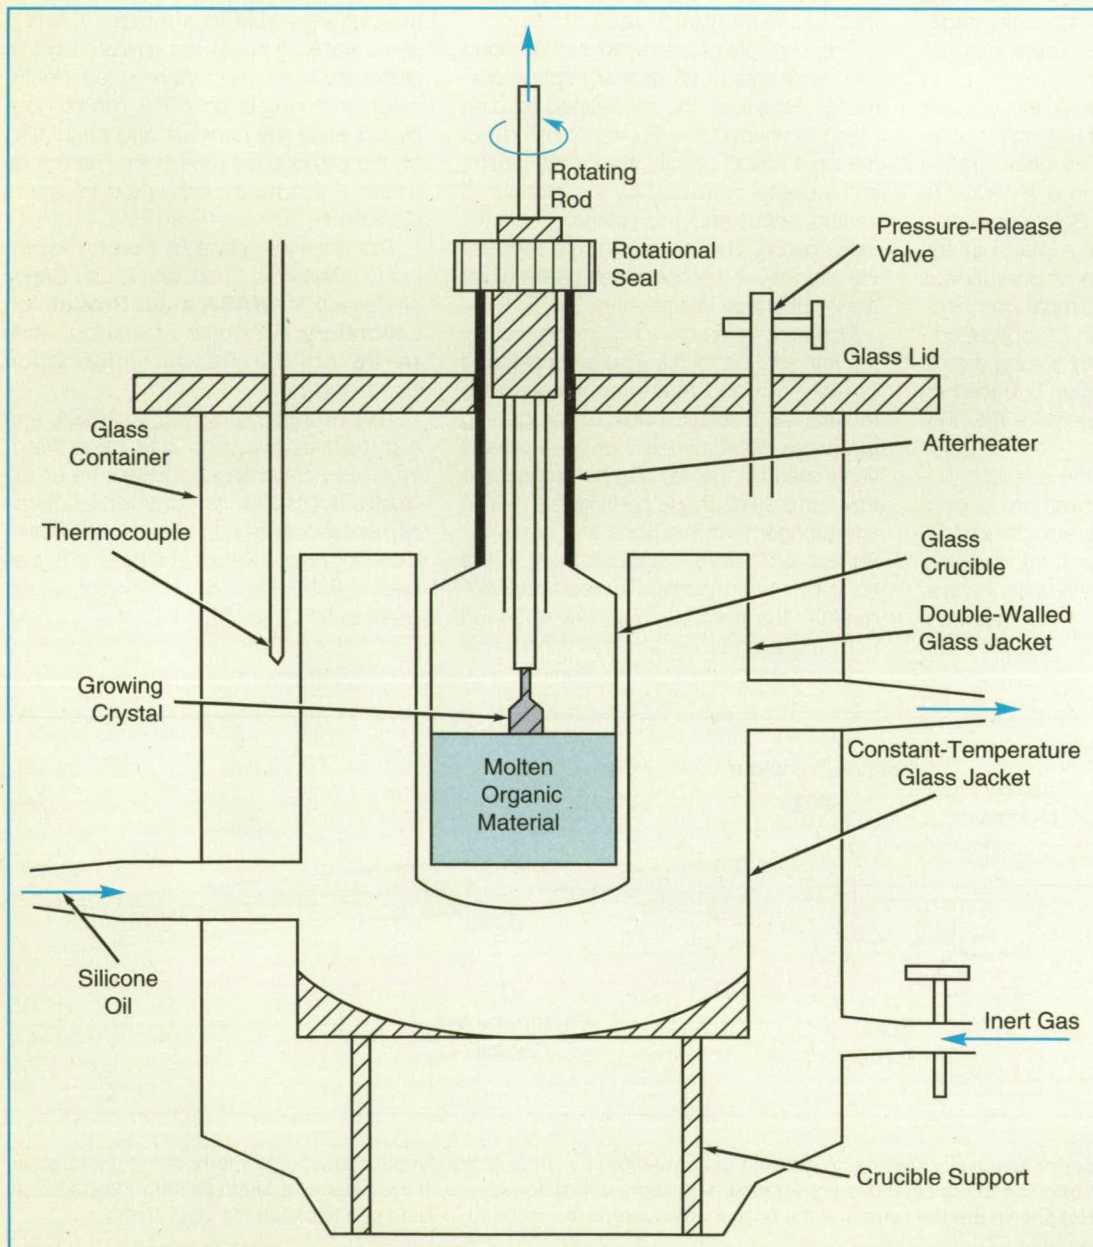 Rotating
Rod
Rotational
Seal
Pressure-Release
Valve
Glass Lid
Glass
Container
Afterheater
Thermocouple
Glass
Crucible
Double-Walled
Glass Jacket
Growing
Crystal
Molten
Organic
Material
Constant-Temperature
Glass Jacket
Silicone
Oil
Inert Gas
Crucible Support